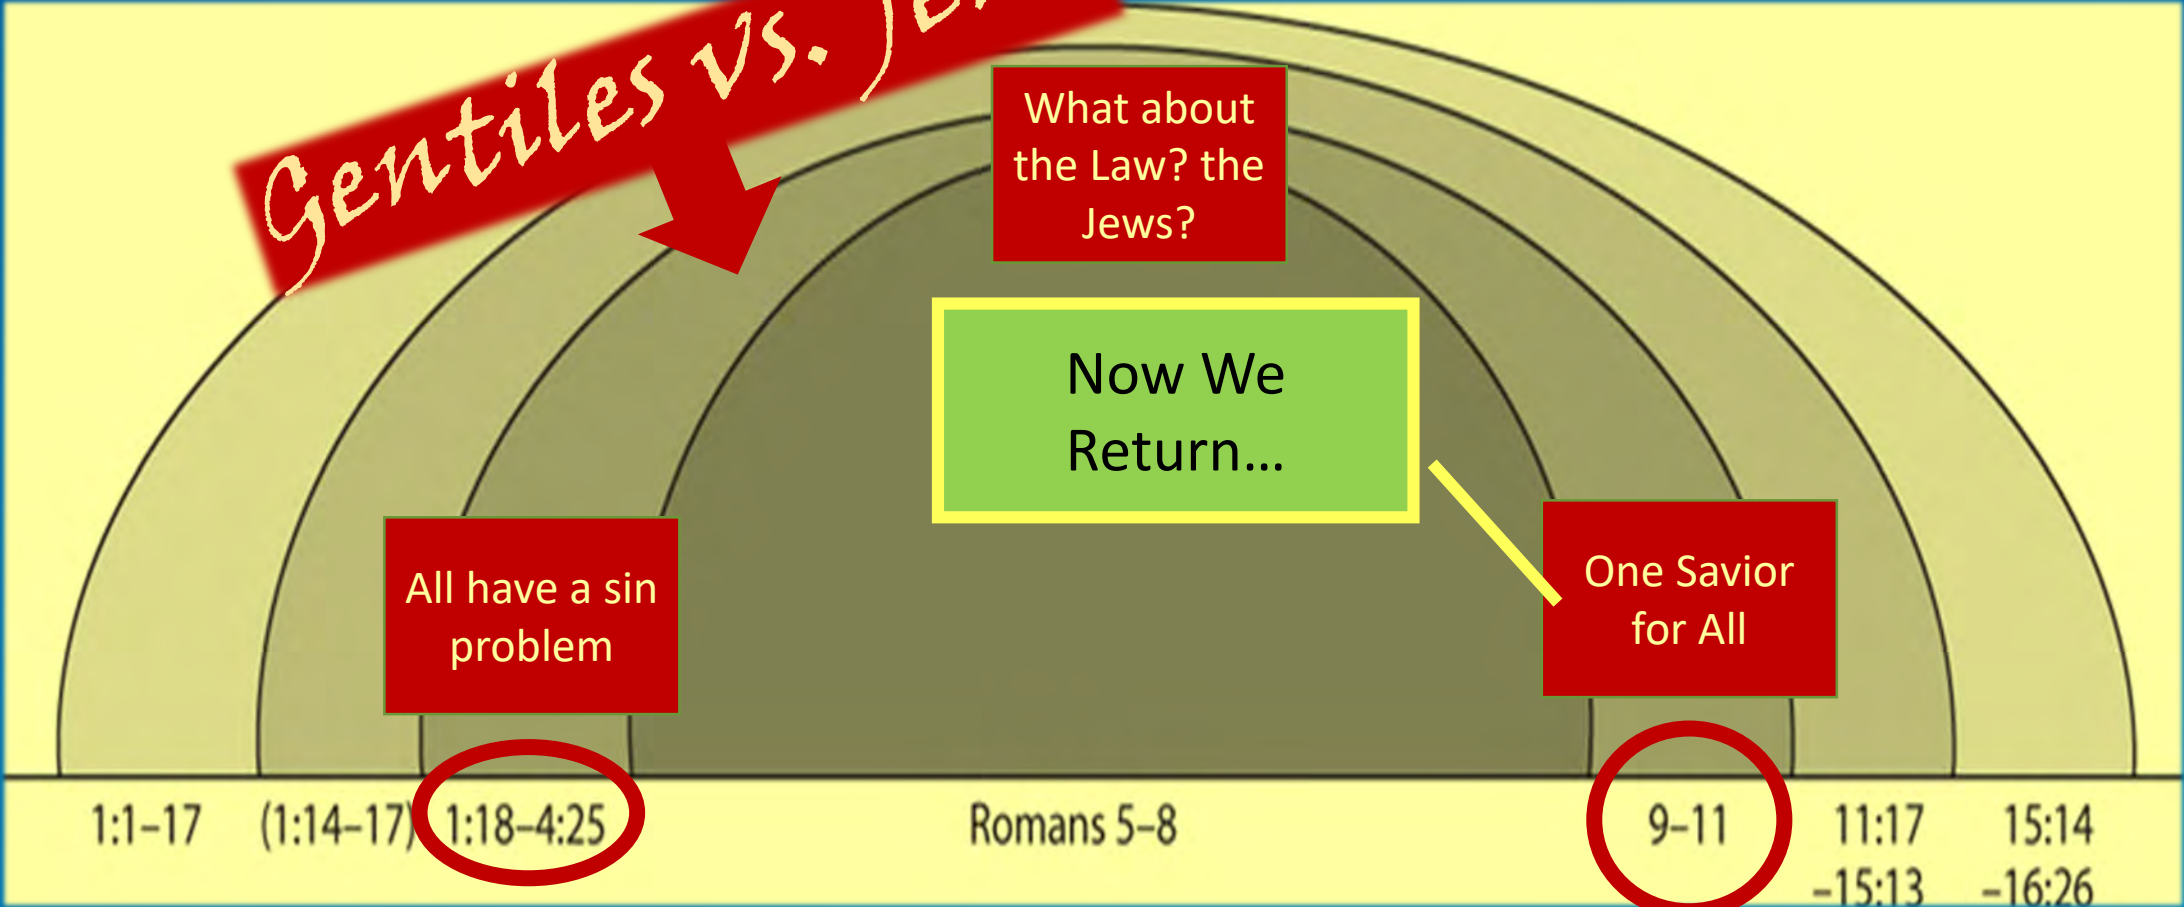 Gentiles vs.
What about
the Law? the
Jews?
Now We
Return...
All have a sin
problem
One Savior
for All
1:1–17 (1:14–17) 1:18–4:25 Romans 5–8 9–11 11:17 15:14
–15:13 –16:26